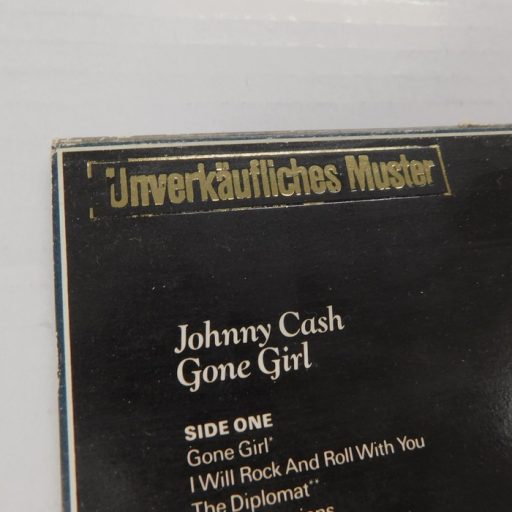 Unverkäufliches Muster
Johnny Cash
Gone Girl
SIDE ONE
Gone Girl*
I Will Rock And Roll With You
The Diplomat**